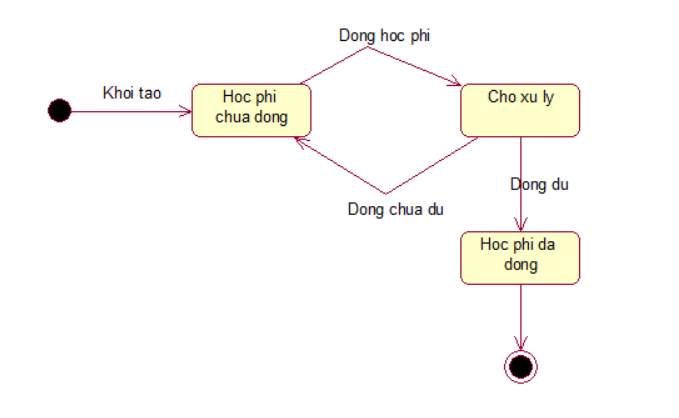 Dong hoc phi
Khoi tao
Hoc phi
chua dong
Cho xu ly
Dong du
Dong chua du
Hoc phi da
dong